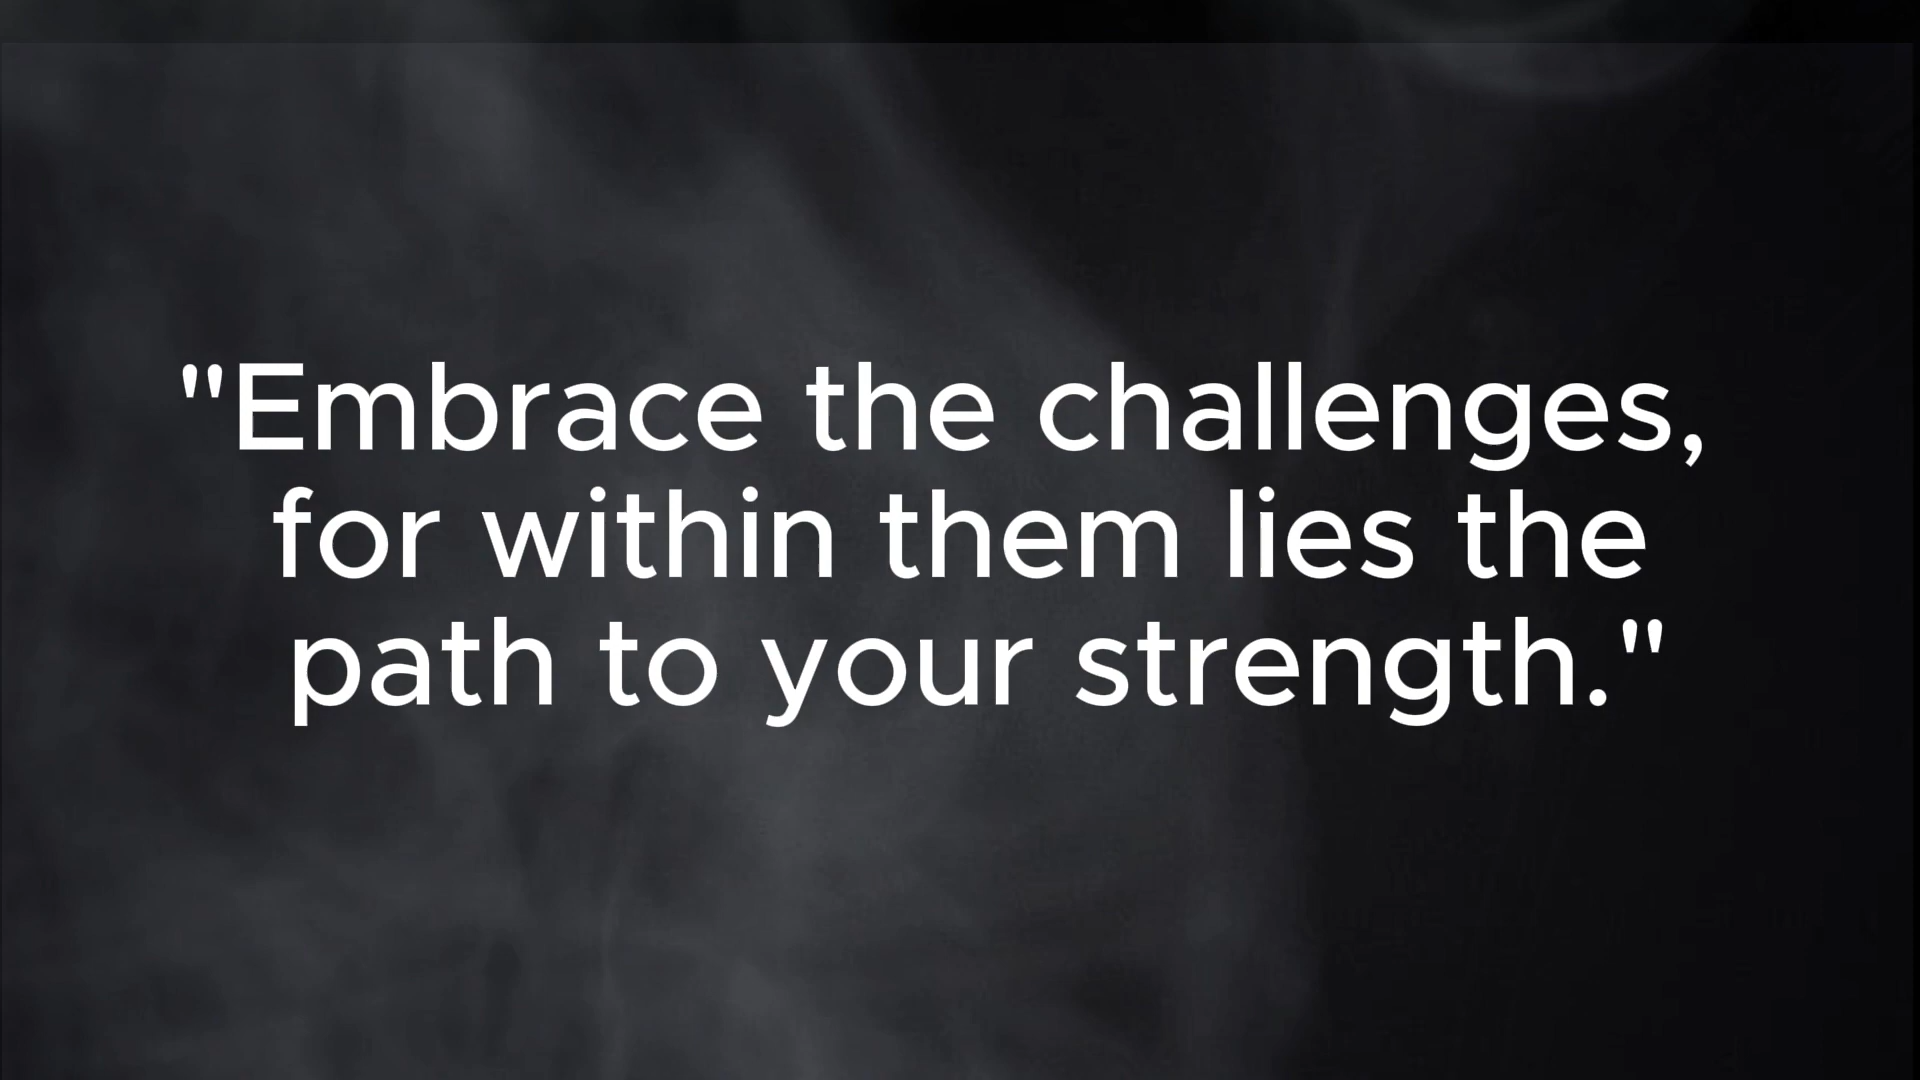 "Embrace the challenges,
for within them lies the
path to your strength."